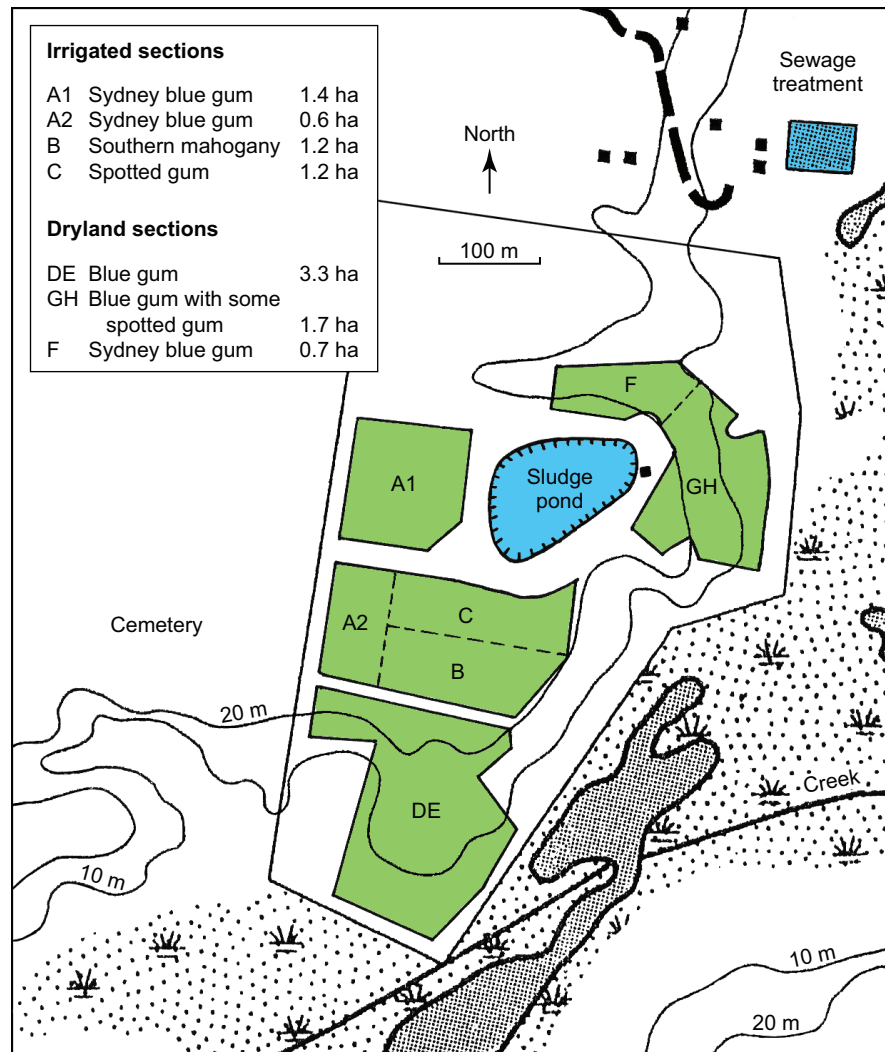 Irrigated sections
A1 Sydney blue gum 1.4 ha
A2 Sydney blue gum 0.6 ha
B Southern mahogany 1.2 ha
C Spotted gum 1.2 ha
Dryland sections
DE Blue gum 3.3 ha
GH Blue gum with some
spotted gum 1.7 ha
F Sydney blue gum 0.7 ha
Sewage
treatment
North
100 m
F
A1
Sludge
pond
GH
Cemetery
A2
C
B
20 m
DE
Creek
10 m
10 m
20 m